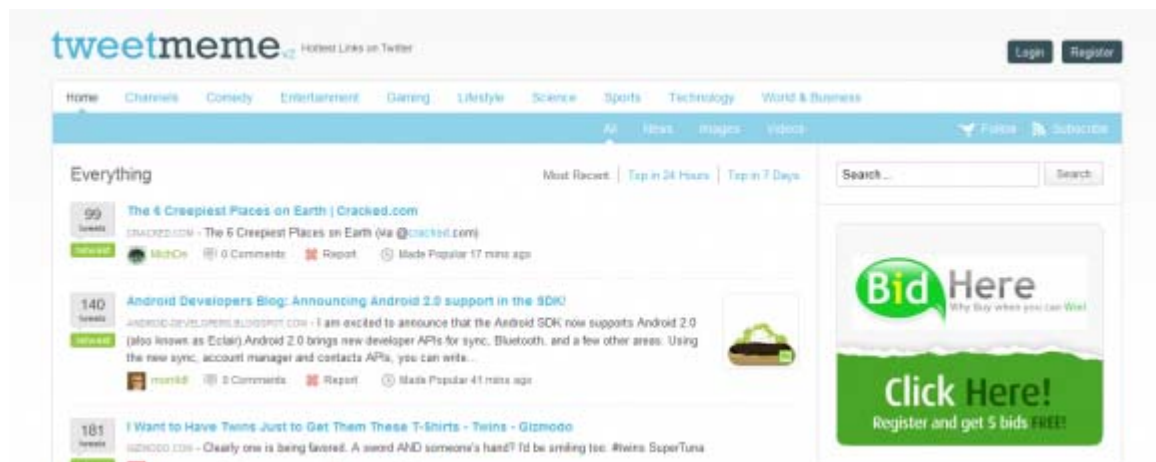 tweetmeme v2 Hottest Links on Twitter
Login Register
Home Channels Comedy Entertainment Gaming Lifestyle Science Sports Technology World & Business
All News Images Videos Follow Subscribe
Everything
Most Recent | Top in 24 Hours | Top in 7 Days
Search...
Search
99
tweets
retweet
The 6 Creepiest Places on Earth | Cracked.com
CRACKED.COM - The 6 Creepiest Places on Earth (via @cracked.com)
MichDe 0 Comments Report Made Popular 17 mins ago
140
tweets
retweet
Android Developers Blog: Announcing Android 2.0 support in the SDK!
ANDROID-DEVELOPERS.BLOGSPOT.COM - I am excited to announce that the Android SDK now supports Android 2.0
(also known as Eclair).Android 2.0 brings new developer APIs for sync, Bluetooth, and a few other areas. Using
the new sync, account manager and contacts APIs, you can write...
0 Comments Report Made Popular 41 mins ago
181
tweets
I Want to Have Twins Just to Get Them These T-Shirts - Twins - Gizmodo
GIZMODO.COM - Clearly one is being favored. A sword AND someone's hand? I'd be smiling too. #twins SuperTuna
Bid Here
Why Buy when you can Win!
Click Here!
Register and get 5 bids FREE!